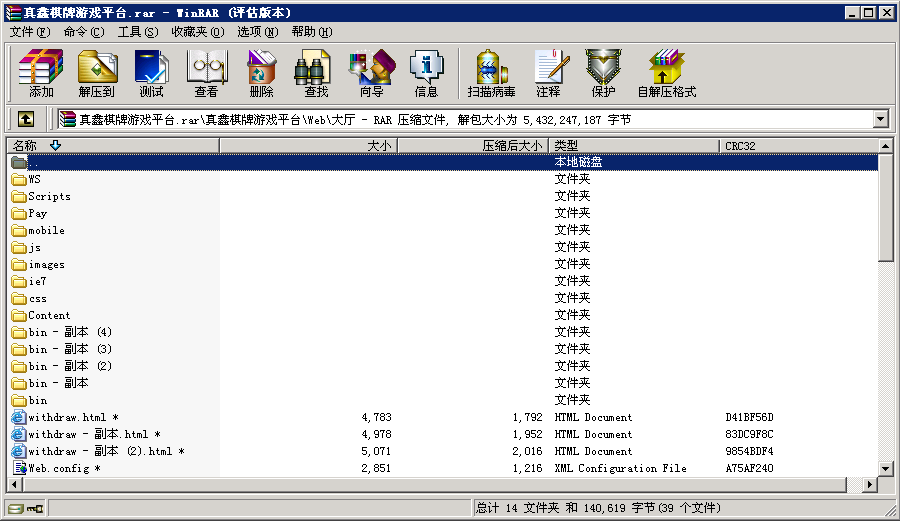 真鑫棋牌游戏平台.rar - WinRAR (评估版本)
文件(F) 命令(C) 工具(S) 收藏夹(O) 选项(N) 帮助(H)
添加 解压到 测试 查看 删除 查找 向导 信息 扫描病毒 注释 保护 自解压格式
真鑫棋牌游戏平台.rar\真鑫棋牌游戏平台\Web\大厅 - RAR 压缩文件, 解包大小为 5,432,247,187 字节
名称 大小 压缩后大小 类型 CRC32
.. 本地磁盘
WS 文件夹
Scripts 文件夹
Pay 文件夹
mobile 文件夹
js 文件夹
images 文件夹
ie7 文件夹
css 文件夹
Content 文件夹
bin - 副本 (4) 文件夹
bin - 副本 (3) 文件夹
bin - 副本 (2) 文件夹
bin - 副本 文件夹
bin 文件夹
withdraw.html * 4,783 1,792 HTML Document D41BF56D
withdraw - 副本.html * 4,978 1,952 HTML Document 83DC9F8C
withdraw - 副本 (2).html * 5,071 2,016 HTML Document 9854BDF4
Web.config * 2,851 1,216 XML Configuration File A75AF240
总计 14 文件夹 和 140,619 字节(39 个文件)